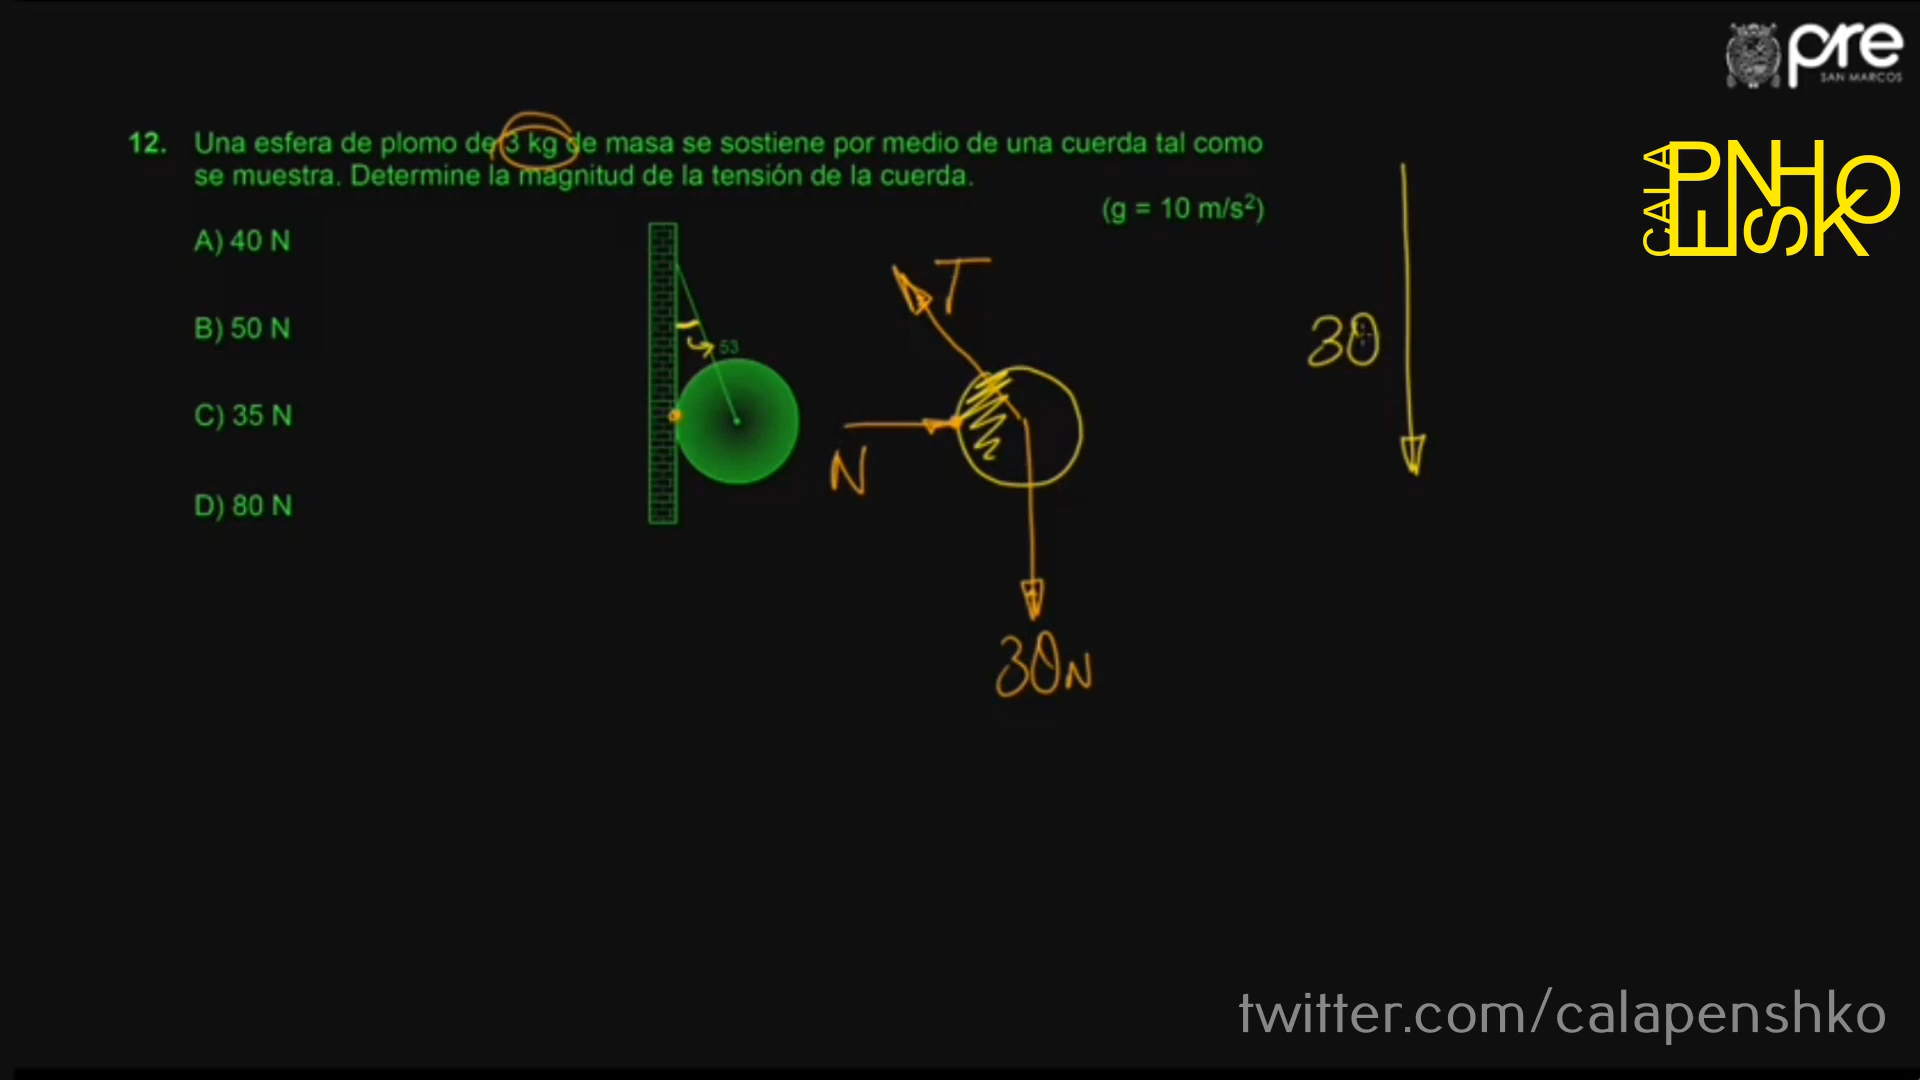 pre
SAN MARCOS
12. Una esfera de plomo de 3 kg de masa se sostiene por medio de una cuerda tal como
se muestra. Determine la magnitud de la tensión de la cuerda.
(g = 10 m/s²)
CALA
PNHO
ESK
A) 40 N
B) 50 N
C) 35 N
D) 80 N
53
T
N
30N
30
twitter.com/calapenshko